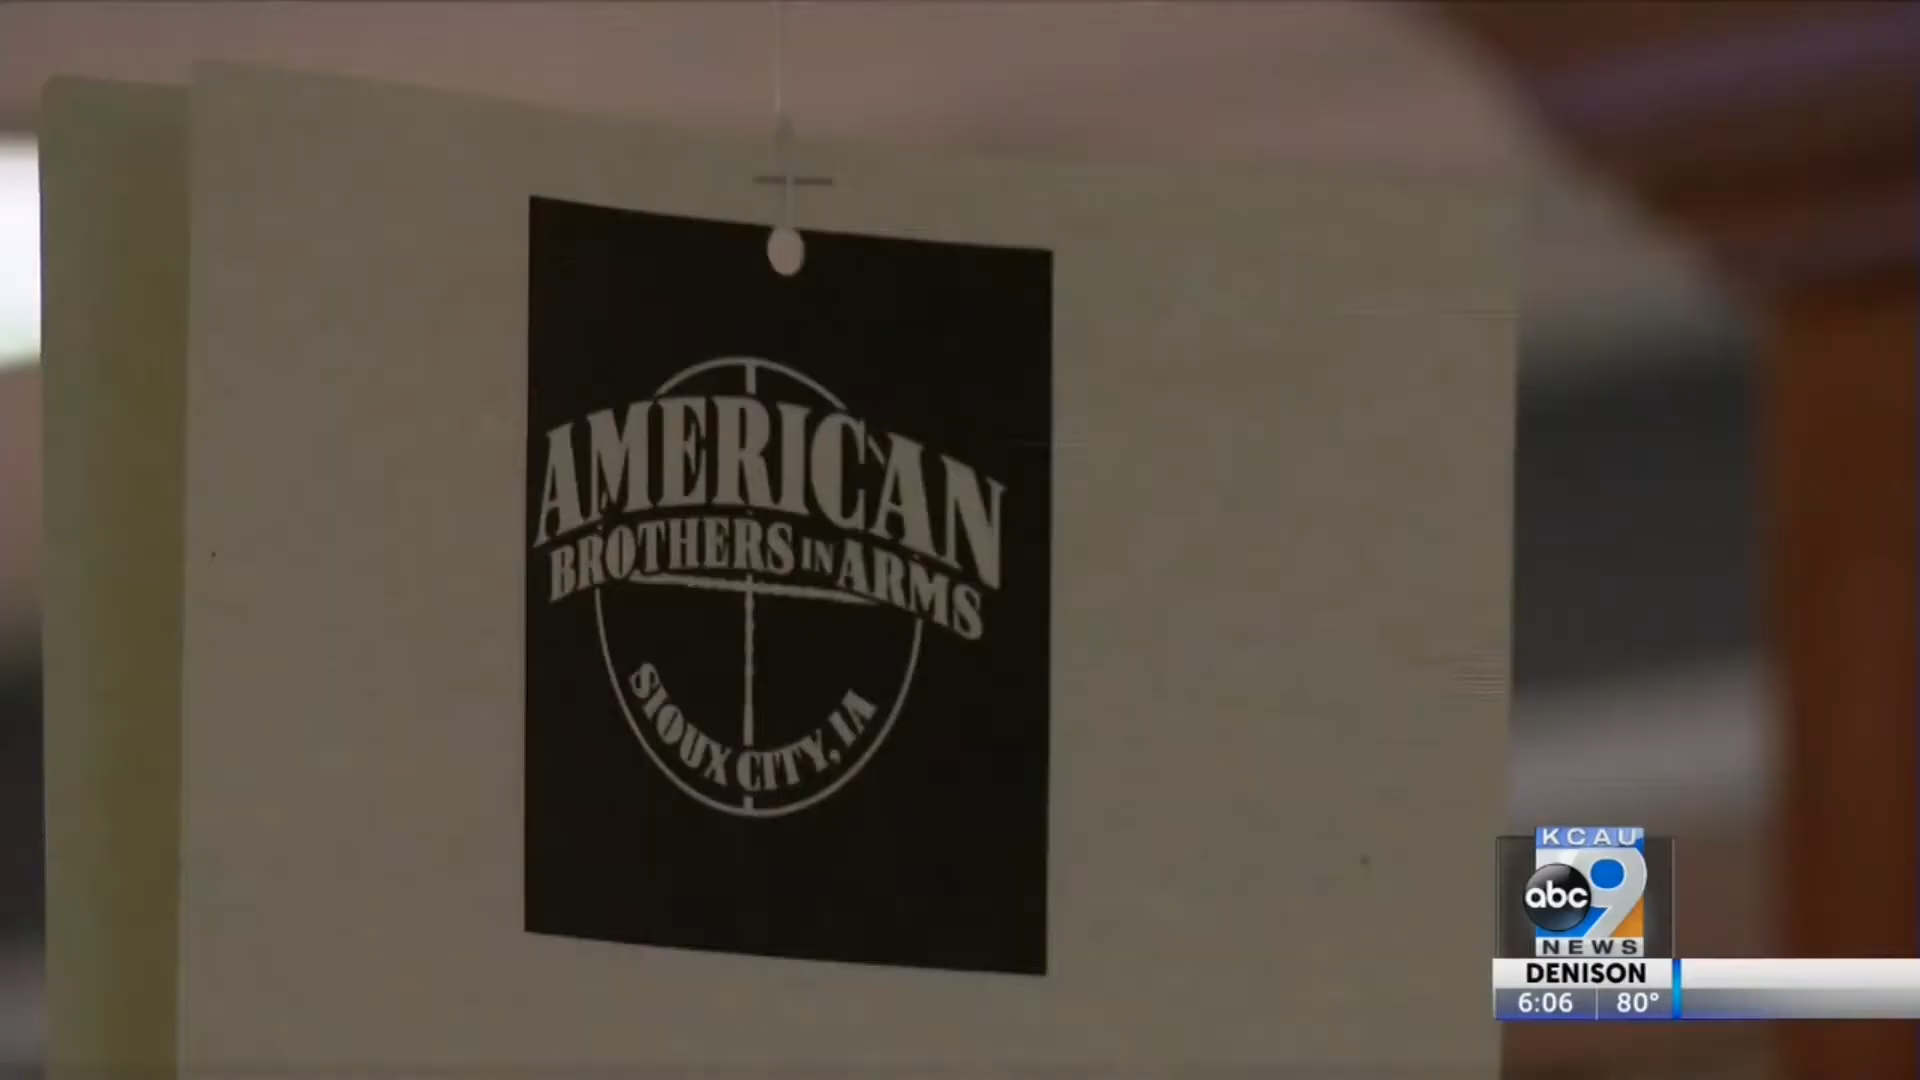 AMERICAN
BROTHERS IN ARMS
SIOUX CITY, IA
KCAU
abc 9
NEWS
DENISON
6:06 80°